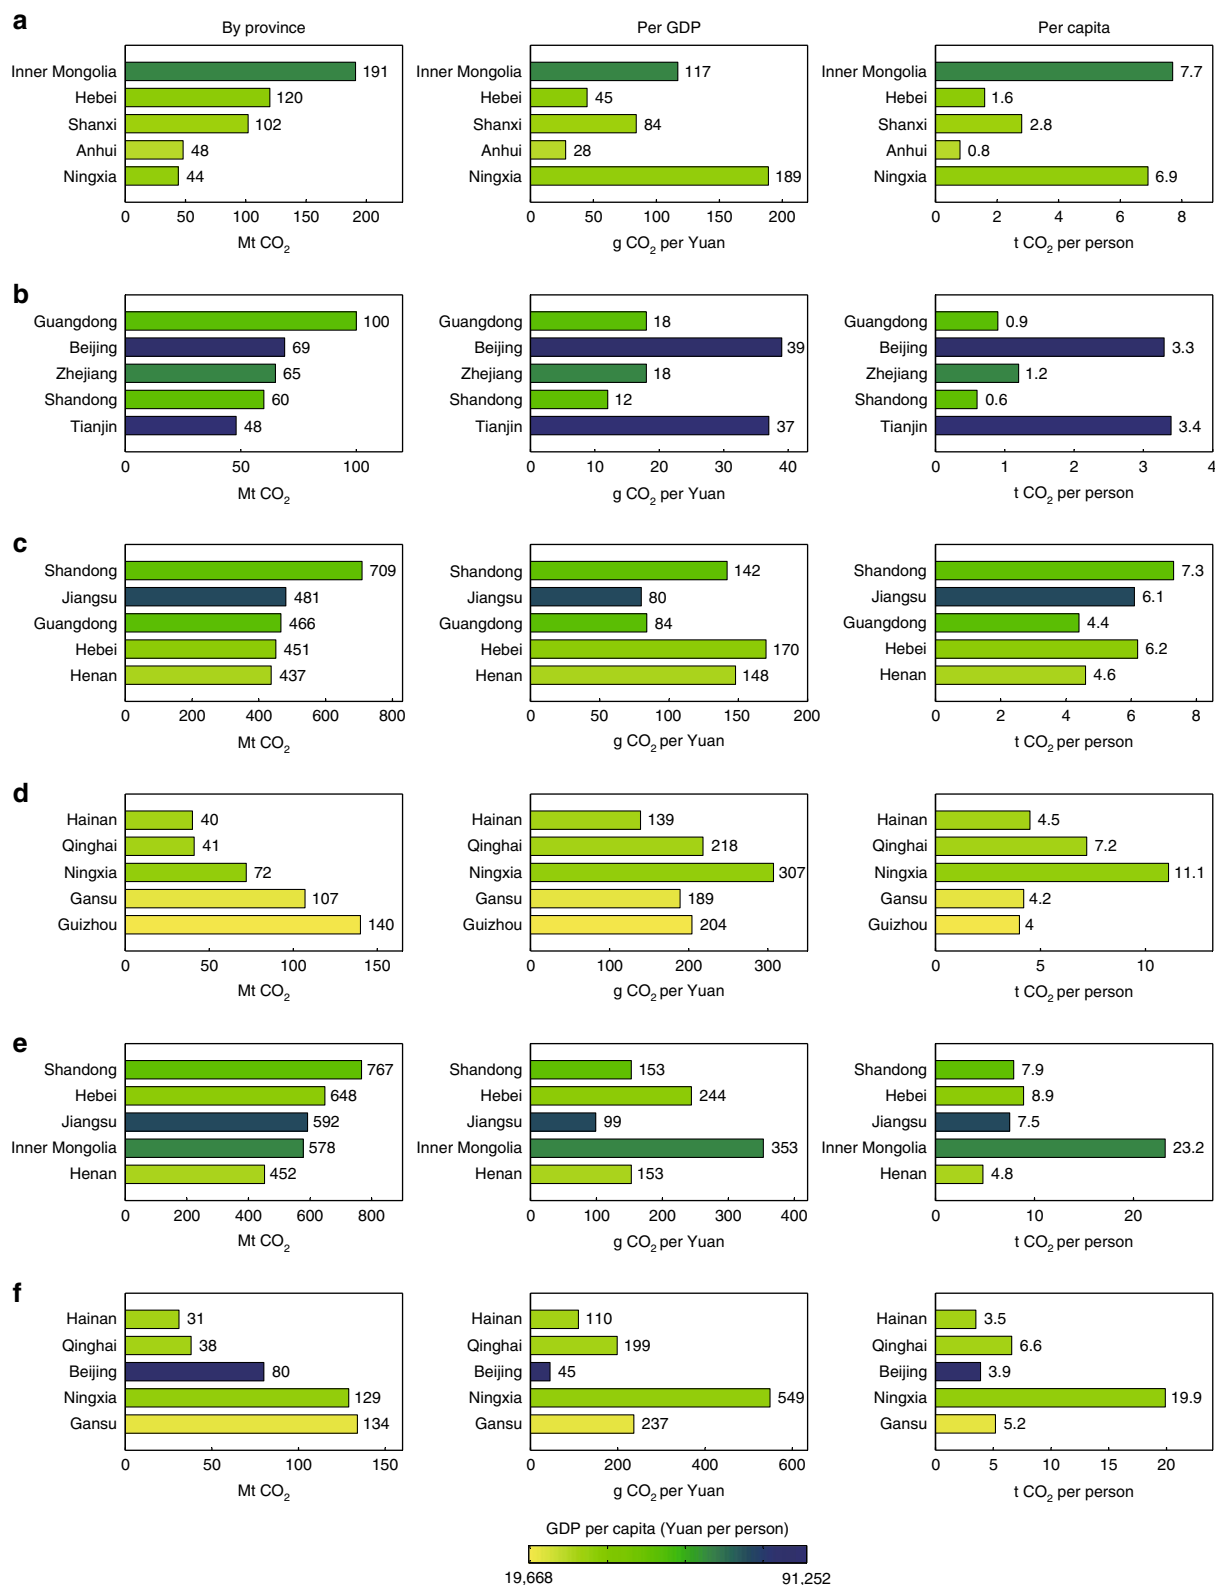 a
By province
Per GDP
Per capita
Inner Mongolia 191
Hebei 120
Shanxi 102
Anhui 48
Ningxia 44
0 50 100 150 200
Mt CO2
Inner Mongolia 117
Hebei 45
Shanxi 84
Anhui 28
Ningxia 189
0 50 100 150 200
g CO2 per Yuan
Inner Mongolia 7.7
Hebei 1.6
Shanxi 2.8
Anhui 0.8
Ningxia 6.9
0 2 4 6 8
t CO2 per person
b
Guangdong 100
Beijing 69
Zhejiang 65
Shandong 60
Tianjin 48
0 50 100
Mt CO2
Guangdong 18
Beijing 39
Zhejiang 18
Shandong 12
Tianjin 37
0 10 20 30 40
g CO2 per Yuan
Guangdong 0.9
Beijing 3.3
Zhejiang 1.2
Shandong 0.6
Tianjin 3.4
0 1 2 3 4
t CO2 per person
c
Shandong 709
Jiangsu 481
Guangdong 466
Hebei 451
Henan 437
0 200 400 600 800
Mt CO2
Shandong 142
Jiangsu 80
Guangdong 84
Hebei 170
Henan 148
0 50 100 150 200
g CO2 per Yuan
Shandong 7.3
Jiangsu 6.1
Guangdong 4.4
Hebei 6.2
Henan 4.6
0 2 4 6 8
t CO2 per person
d
Hainan 40
Qinghai 41
Ningxia 72
Gansu 107
Guizhou 140
0 50 100 150
Mt CO2
Hainan 139
Qinghai 218
Ningxia 307
Gansu 189
Guizhou 204
0 100 200 300
g CO2 per Yuan
Hainan 4.5
Qinghai 7.2
Ningxia 11.1
Gansu 4.2
Guizhou 4
0 5 10
t CO2 per person
e
Shandong 767
Hebei 648
Jiangsu 592
Inner Mongolia 578
Henan 452
0 200 400 600 800
Mt CO2
Shandong 153
Hebei 244
Jiangsu 99
Inner Mongolia 353
Henan 153
0 100 200 300 400
g CO2 per Yuan
Shandong 7.9
Hebei 8.9
Jiangsu 7.5
Inner Mongolia 23.2
Henan 4.8
0 10 20
t CO2 per person
f
Hainan 31
Qinghai 38
Beijing 80
Ningxia 129
Gansu 134
0 50 100 150
Mt CO2
Hainan 110
Qinghai 199
Beijing 45
Ningxia 549
Gansu 237
0 200 400 600
g CO2 per Yuan
Hainan 3.5
Qinghai 6.6
Beijing 3.9
Ningxia 19.9
Gansu 5.2
0 5 10 15 20
t CO2 per person
GDP per capita (Yuan per person)
19,668 91,252